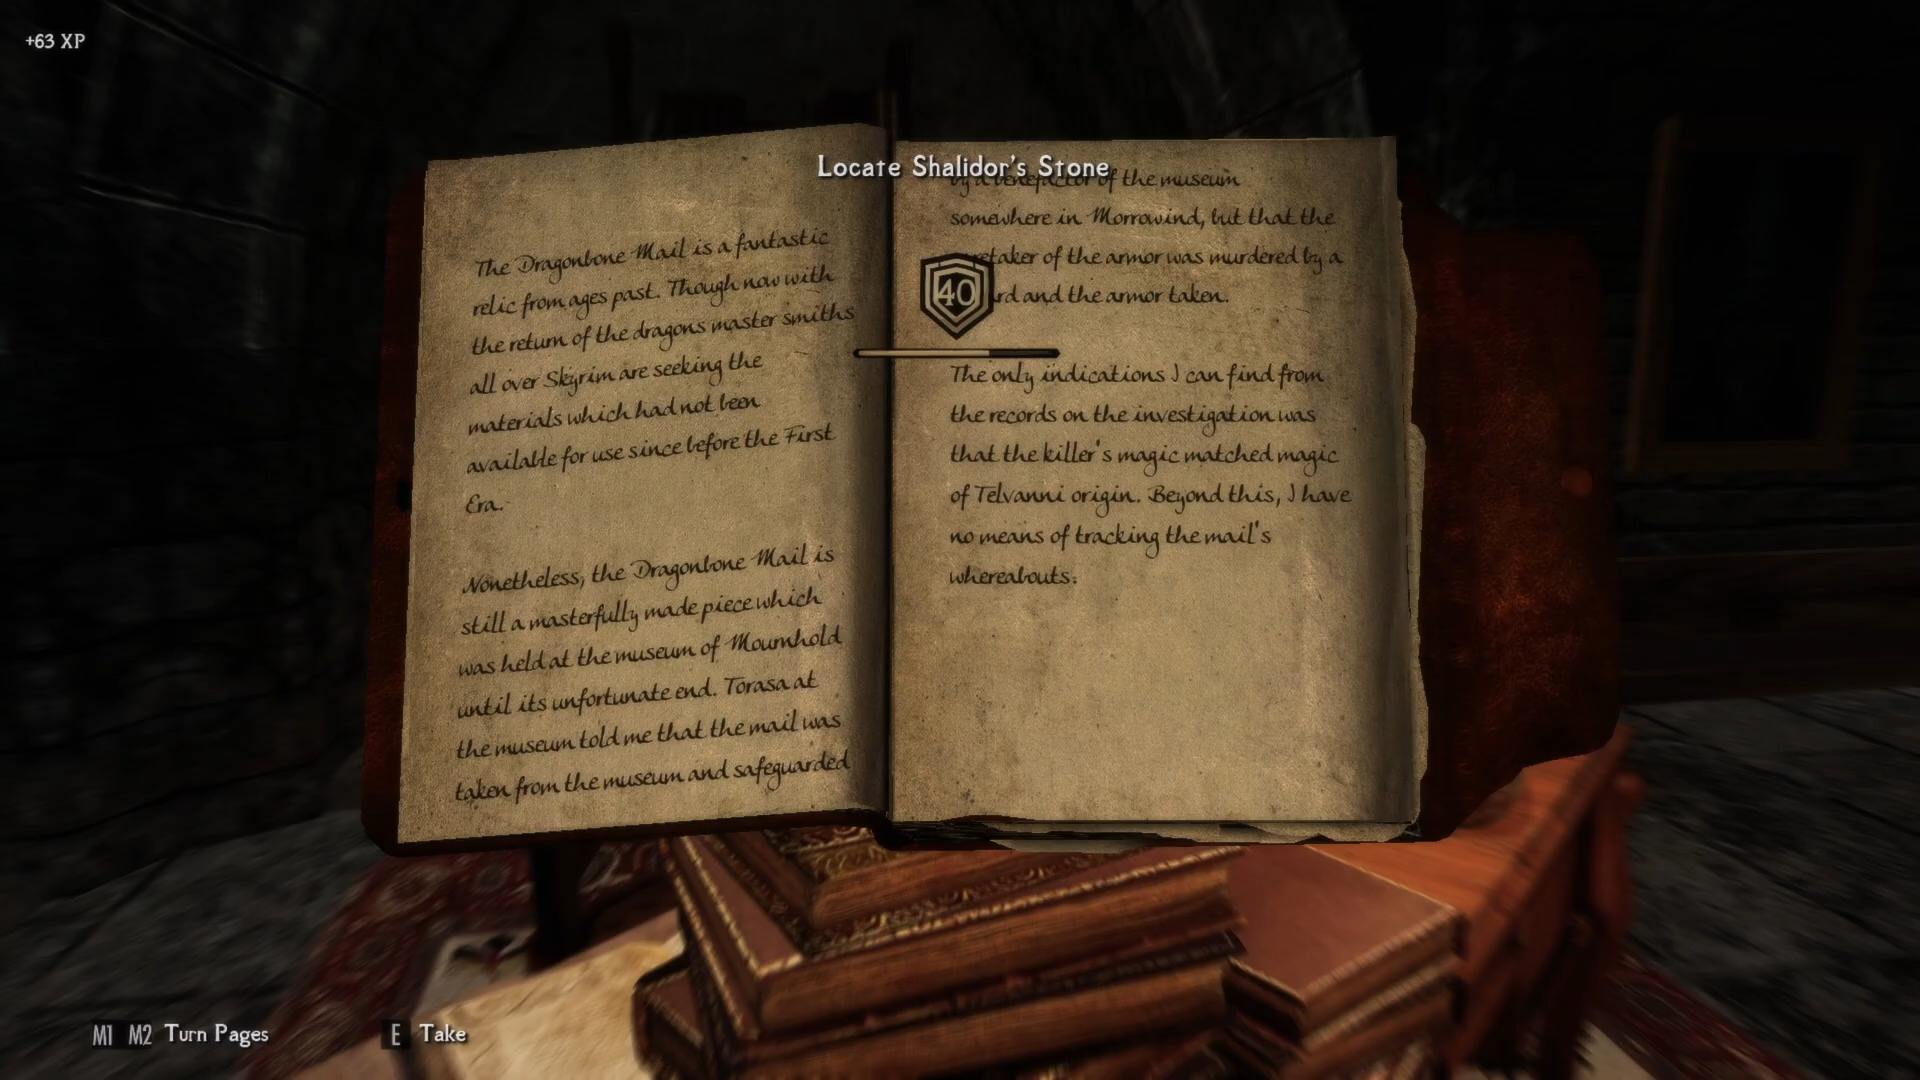 +63 XP
Locate Shalidor's Stone
40
The Dragonbone Mail is a fantastic
relic from ages past. Though now with
the return of the dragons master smiths
all over Skyrim are seeking the
materials which had not been
available for use since before the First
Era.
Nonetheless, the Dragonbone Mail is
still a masterfully made piece which
was held at the museum of Mournhold
until its unfortunate end. Torasa at
the museum told me that the mail was
taken from the museum and safeguarded
by a benefactor of the museum
somewhere in Morrowind, but that the
of the armor was murdered by a
and the armor taken.
The only indications I can find from
the records on the investigation was
that the killer's magic matched magic
of Telvanni origin. Beyond this, I have
no means of tracking the mail's
whereabouts.
M1 M2 Turn Pages
E Take